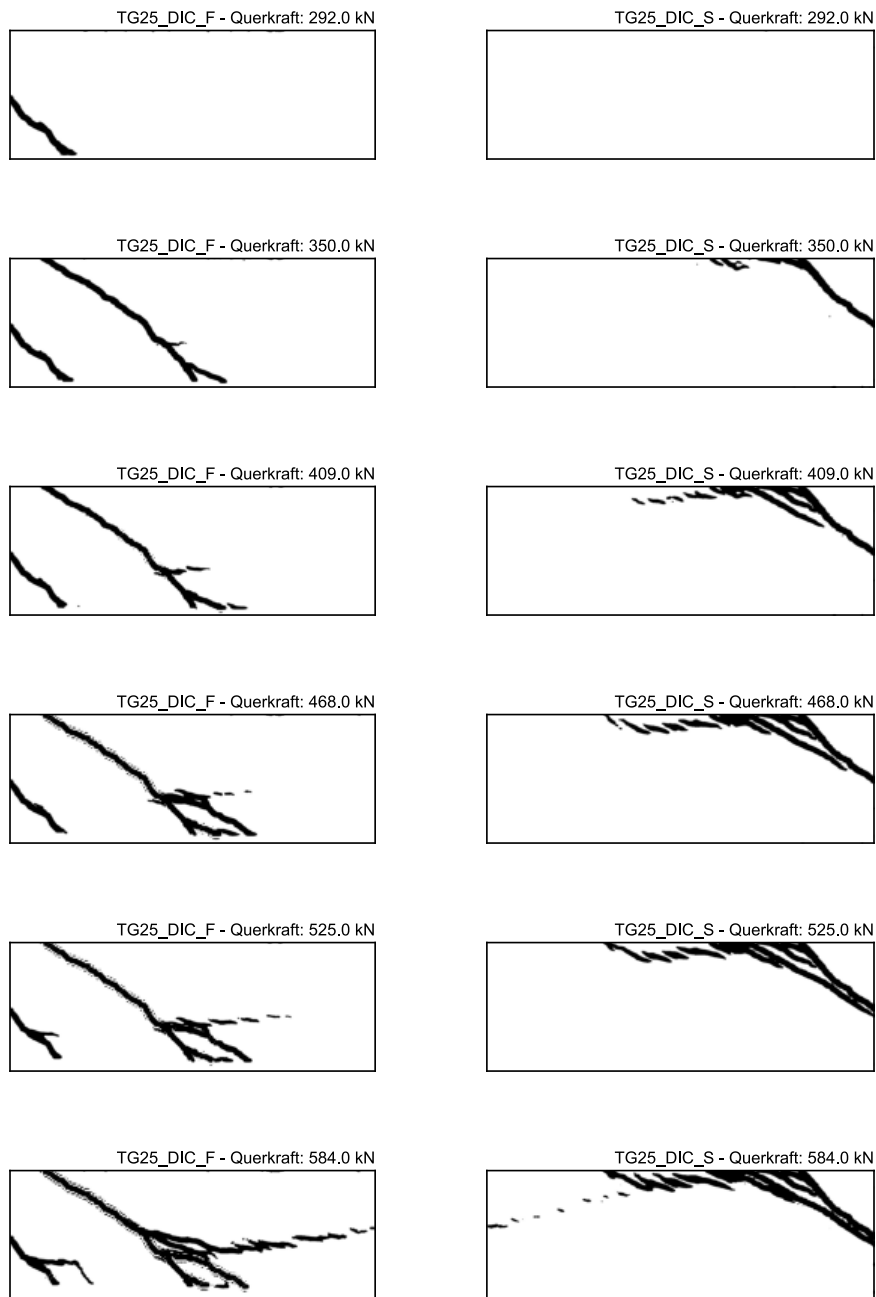 TG25_DIC_F - Querkraft: 292.0 kN
TG25_DIC_S - Querkraft: 292.0 kN
TG25_DIC_F - Querkraft: 350.0 kN
TG25_DIC_S - Querkraft: 350.0 kN
TG25_DIC_F - Querkraft: 409.0 kN
TG25_DIC_S - Querkraft: 409.0 kN
TG25_DIC_F - Querkraft: 468.0 kN
TG25_DIC_S - Querkraft: 468.0 kN
TG25_DIC_F - Querkraft: 525.0 kN
TG25_DIC_S - Querkraft: 525.0 kN
TG25_DIC_F - Querkraft: 584.0 kN
TG25_DIC_S - Querkraft: 584.0 kN